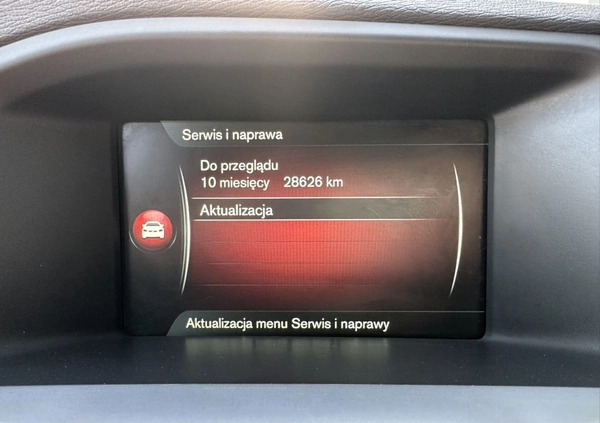 Serwis i naprawa
Do przeglądu
10 miesięcy 28626 km
Aktualizacja
Aktualizacja menu Serwis i naprawy